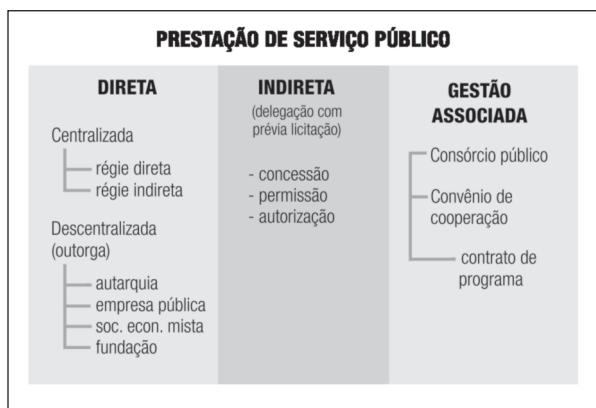 PRESTAÇÃO DE SERVIÇO PÚBLICO
DIRETA
Centralizada
régie direta
régie indireta
Descentralizada
(outorga)
autarquia
empresa pública
soc. econ. mista
fundação
INDIRETA
(delegação com
prévia licitação)
- concessão
- permissão
- autorização
GESTÃO
ASSOCIADA
Consórcio público
Convênio de
cooperação
contrato de
programa